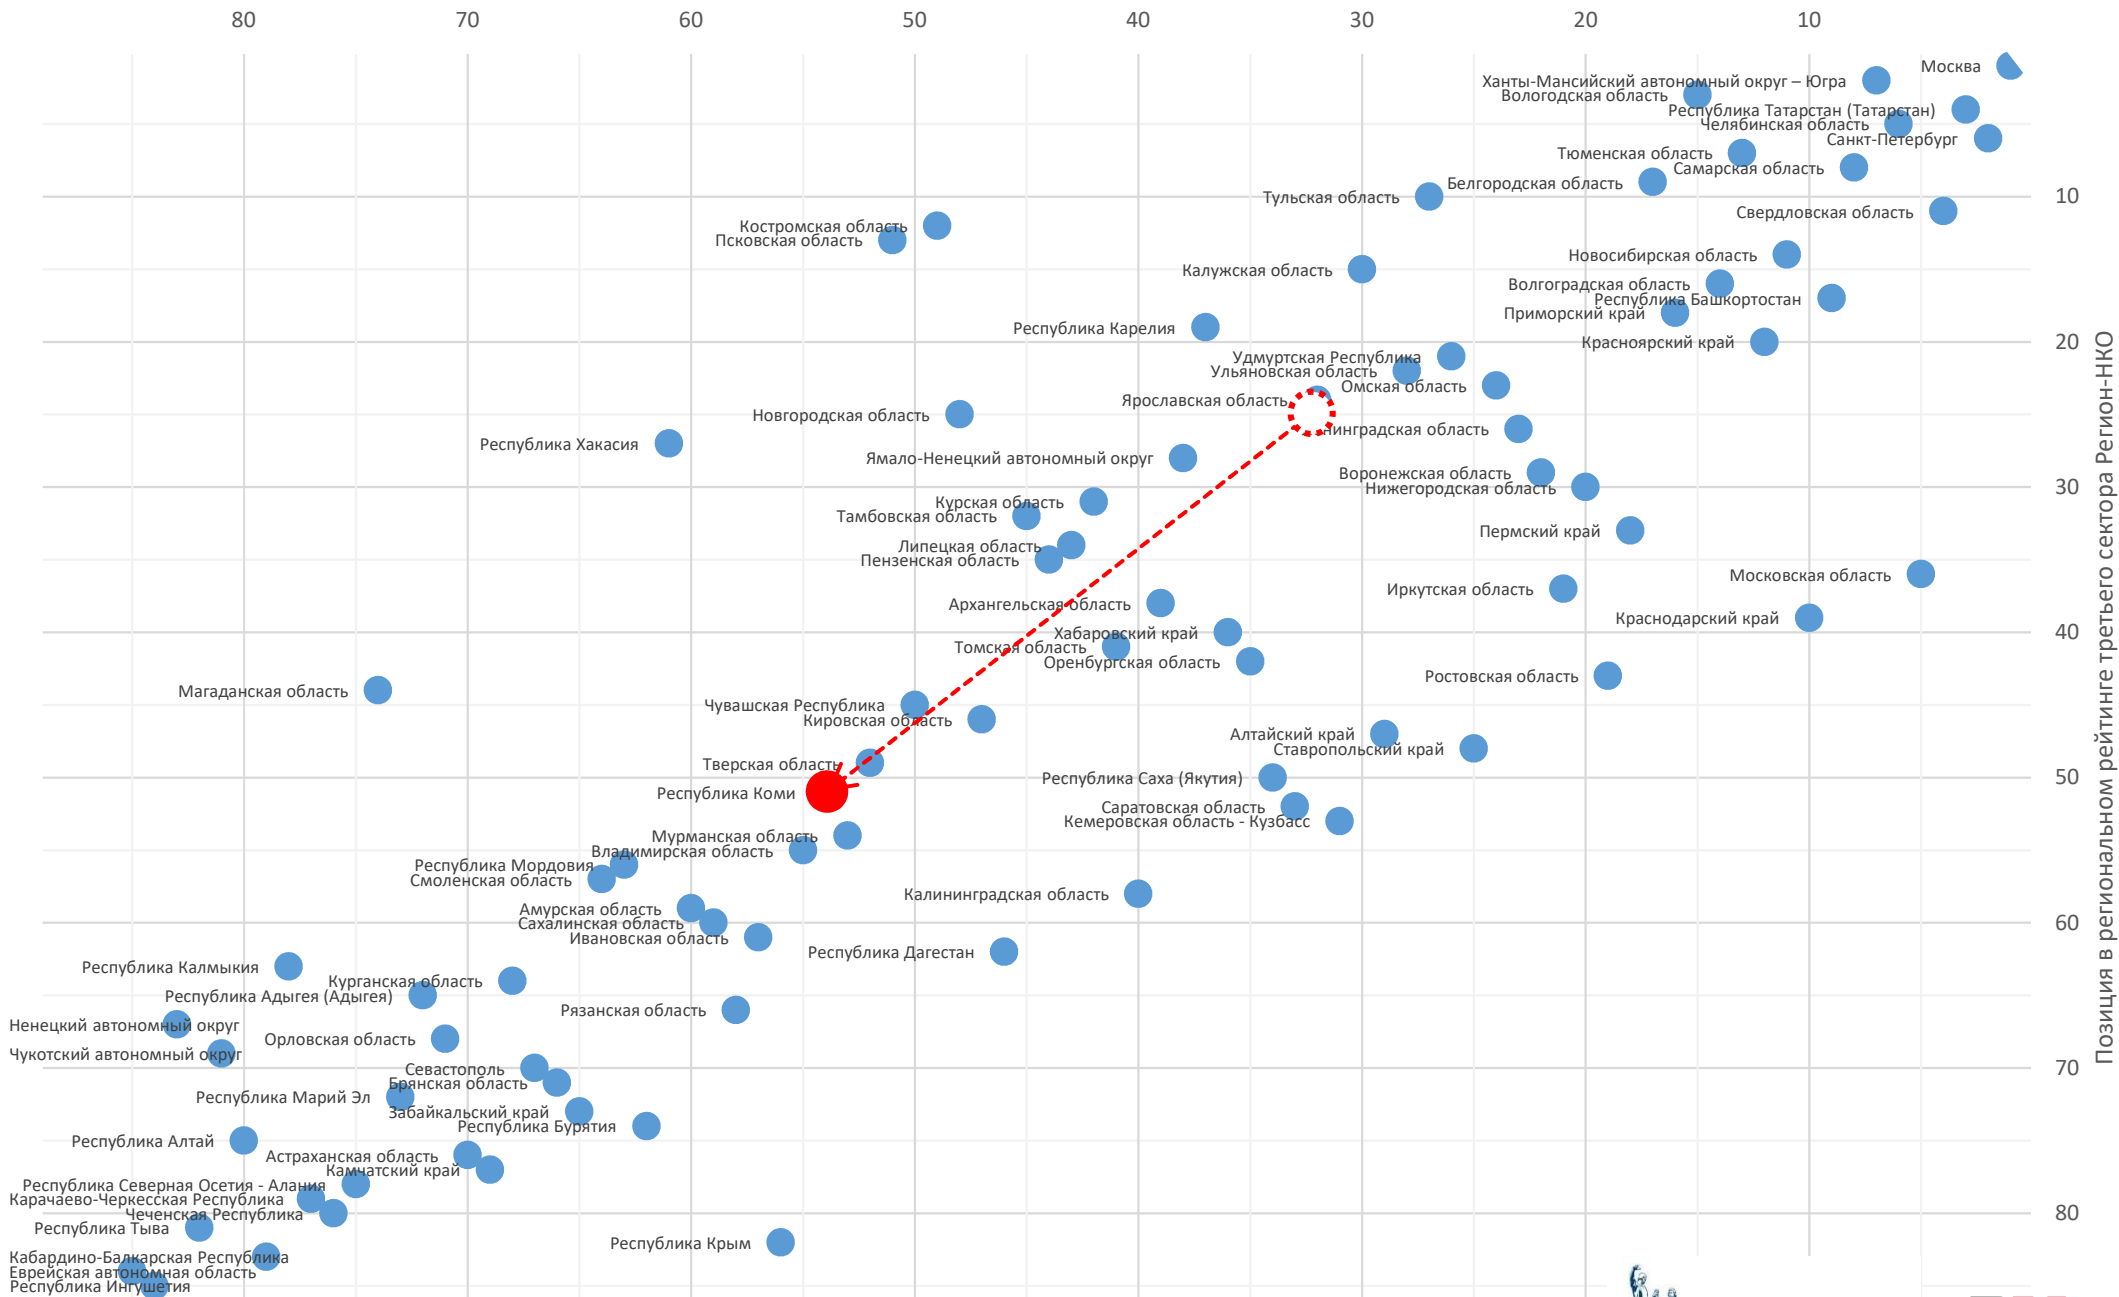 80 70 60 50 40 30 20 10
Москва
Ханты-Мансийский автономный округ – Югра
Вологодская область
Республика Татарстан (Татарстан)
Челябинская область
Санкт-Петербург
Тюменская область
Самарская область
Белгородская область
Тульская область
10
Свердловская область
Костромская область
Псковская область
Новосибирская область
Калужская область
Волгоградская область
Республика Башкортостан
Приморский край
Республика Карелия
Красноярский край
20
Удмуртская Республика
Ульяновская область
Омская область
Ярославская область
Новгородская область
нинградская область
Республика Хакасия
Ямало-Ненецкий автономный округ
Воронежская область
Нижегородская область
30
Курская область
Тамбовская область
Пермский край
Липецкая область
Пензенская область
Московская область
Иркутская область
Архангельская область
Краснодарский край
Хабаровский край
40
Томская область
Оренбургская область
Ростовская область
Магаданская область
Чувашская Республика
Кировская область
Алтайский край
Ставропольский край
Тверская область
Республика Саха (Якутия)
50
Республика Коми
Саратовская область
Кемеровская область - Кузбасс
Мурманская область
Владимирская область
Республика Мордовия
Смоленская область
Калининградская область
Амурская область
Сахалинская область
60
Ивановская область
Республика Дагестан
Республика Калмыкия
Курганская область
Республика Адыгея (Адыгея)
Рязанская область
Ненецкий автономный округ
Орловская область
Чукотский автономный округ
Севастополь
70
Брянская область
Республика Марий Эл
Забайкальский край
Республика Бурятия
Республика Алтай
Астраханская область
Камчатский край
Республика Северная Осетия - Алания
Карачаево-Черкесская Республика
Чеченская Республика
80
Республика Тыва
Республика Крым
Кабардино-Балкарская Республика
Еврейская автономная область
Республика Ингушетия
Позиция в региональном рейтинге третьего сектора Регион-НКО